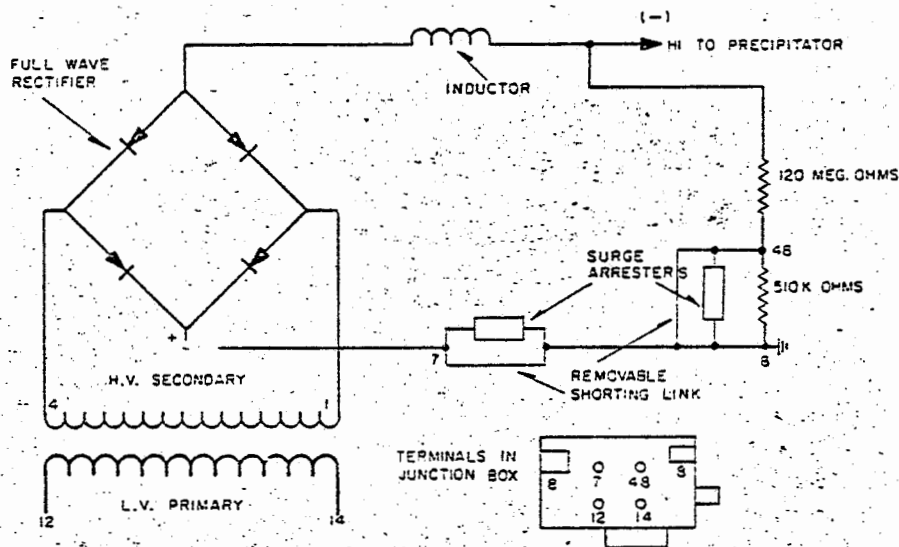 (-)
HI TO PRECIPITATOR
FULL WAVE
RECTIFIER
INDUCTOR
120 MEG. OHMS
48
SURGE
ARRESTERS
510K OHMS
+
-
7
8
H.V. SECONDARY
REMOVABLE
SHORTING LINK
4
1
TERMINALS IN
JUNCTION BOX
8
7
48
8
12
14
L.V. PRIMARY
12
14